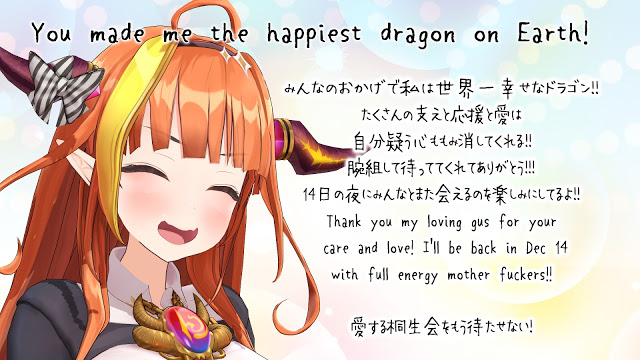 You made me the happiest dragon on Earth!
みんなのおかげで私は世界一幸せなドラゴン!!
たくさんの支えと応援と愛は
自分疑う心ももみ消してくれる!!
腕組して待っててくれてありがとう!!!
14日の夜にみんなとまた会えるのを楽しみにしてるよ!!
Thank you my loving gus for your
care and love! I'll be back in Dec 14
with full energy mother fuckers!!
愛する桐生会をもう待たせない!